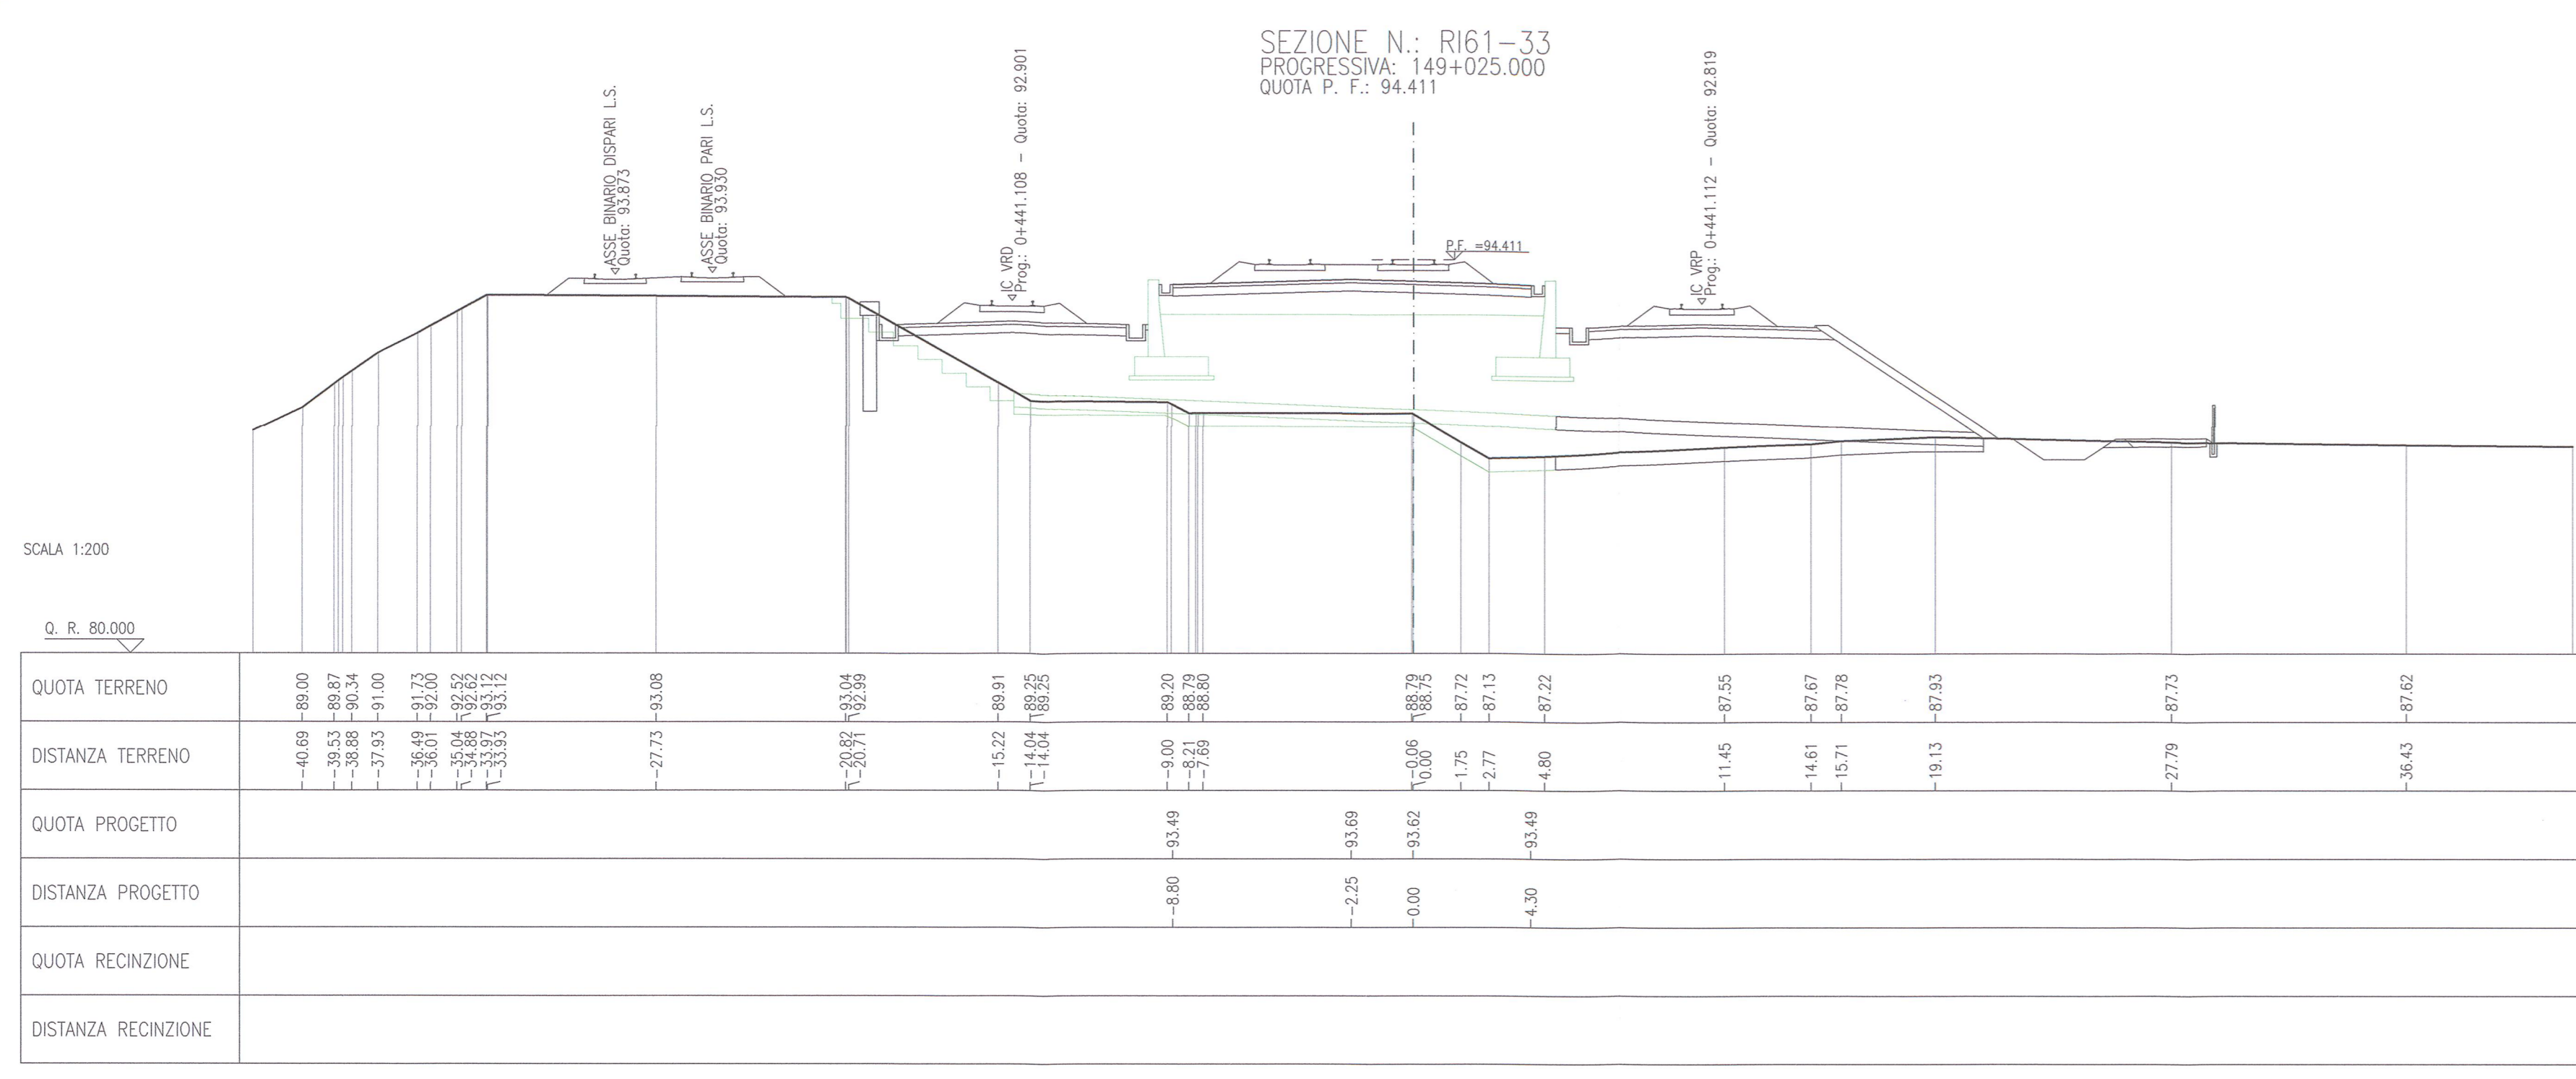 SEZIONE N.: RI61-33
PROGRESSIVA: 149+025.000
QUOTA P. F.: 94.411
ASSE BINARIO DISPARI L.S.
Quota: 93.873
ASSE BINARIO PARI L.S.
Quota: 93.930
IC VRD
Prog.: 0+441.108 - Quota: 92.901
P.F. =94.411
IC VRP
Prog.: 0+441.112 - Quota: 92.819
SCALA 1:200
Q. R. 80.000
QUOTA TERRENO 89.00 89.87 90.34 91.00 91.73 92.00 92.52 92.62 93.12 93.12 93.08 93.04 92.99 89.91 89.25 89.25 89.20 88.79 88.80 88.79 88.75 87.72 87.13 87.22 87.55 87.67 87.78 87.93 87.73 87.62
DISTANZA TERRENO -40.69 -39.53 -38.88 -37.93 -36.49 -36.01 -35.04 -34.88 -33.97 -33.93 -27.73 -20.82 -20.71 -15.22 -14.04 -14.04 -9.00 -8.21 -7.69 -0.06 0.00 1.75 2.77 4.80 11.45 14.61 15.71 19.13 27.79 36.43
QUOTA PROGETTO 93.49 93.69 93.62 93.49
DISTANZA PROGETTO -8.80 -2.25 0.00 4.30
QUOTA RECINZIONE
DISTANZA RECINZIONE